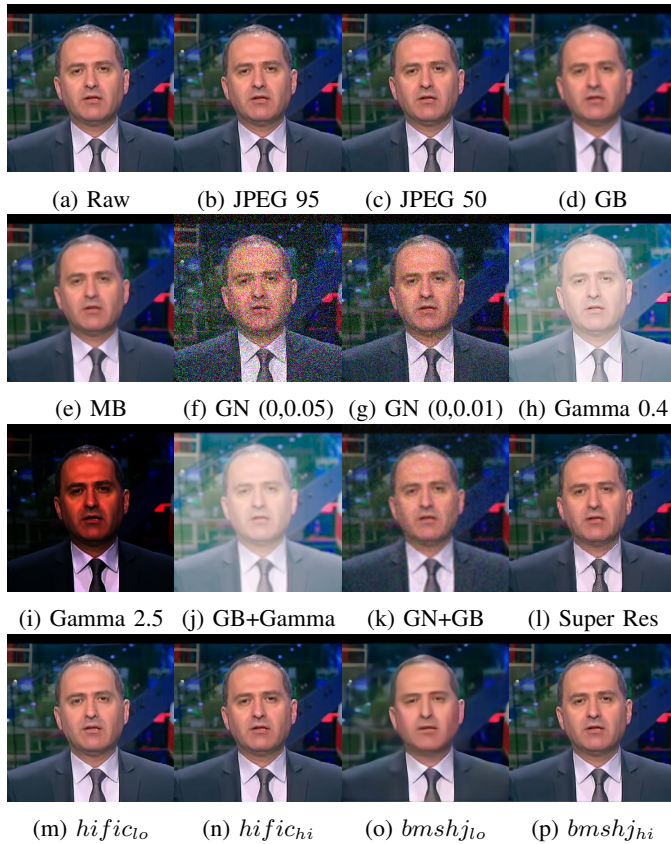 (a) Raw (b) JPEG 95 (c) JPEG 50 (d) GB
(e) MB (f) GN (0,0.05) (g) GN (0,0.01) (h) Gamma 0.4
(i) Gamma 2.5 (j) GB+Gamma (k) GN+GB (l) Super Res
(m) hific_lo (n) hific_hi (o) bmshj_lo (p) bmshj_hi